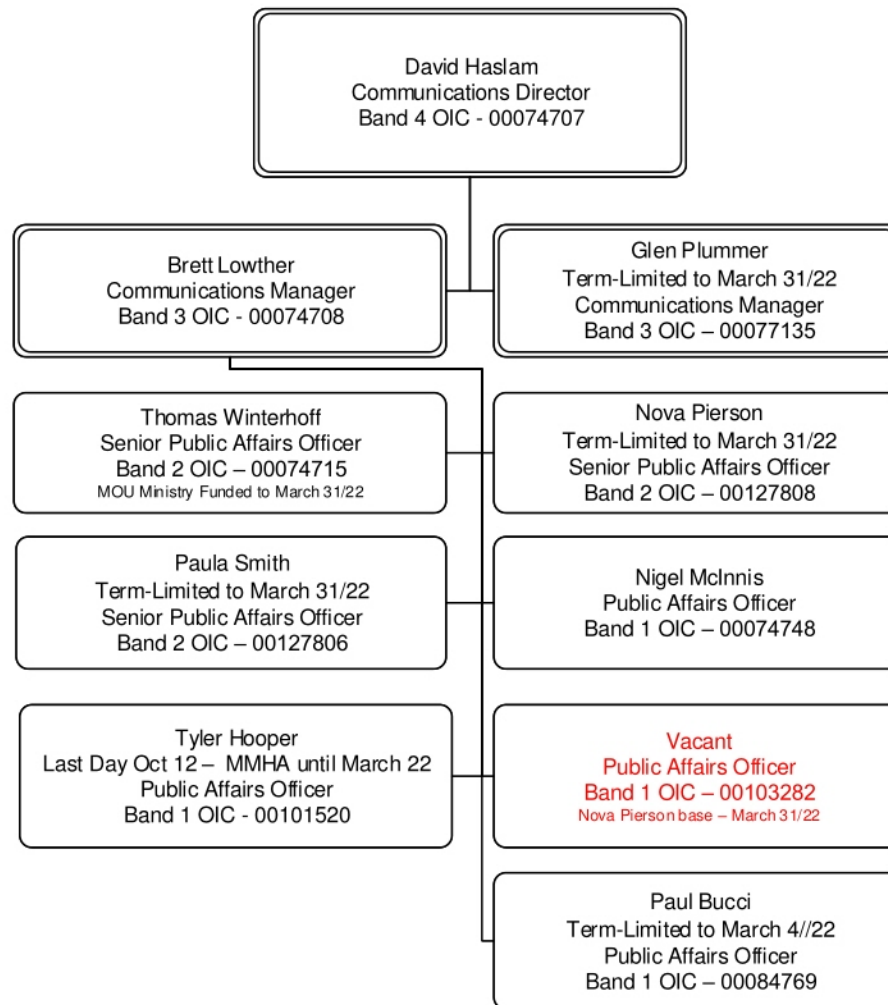 David Haslam
Communications Director
Band 4 OIC - 00074707
Brett Lowther
Communications Manager
Band 3 OIC - 00074708
Glen Plummer
Term-Limited to March 31/22
Communications Manager
Band 3 OIC – 00077135
Thomas Winterhoff
Senior Public Affairs Officer
Band 2 OIC – 00074715
MOU Ministry Funded to March 31/22
Nova Pierson
Term-Limited to March 31/22
Senior Public Affairs Officer
Band 2 OIC – 00127808
Paula Smith
Term-Limited to March 31/22
Senior Public Affairs Officer
Band 2 OIC – 00127806
Nigel McInnis
Public Affairs Officer
Band 1 OIC – 00074748
Tyler Hooper
Last Day Oct 12 – MMHA until March 22
Public Affairs Officer
Band 1 OIC - 00101520
Vacant
Public Affairs Officer
Band 1 OIC – 00103282
Nova Pierson base – March 31/22
Paul Bucci
Term-Limited to March 4//22
Public Affairs Officer
Band 1 OIC – 00084769